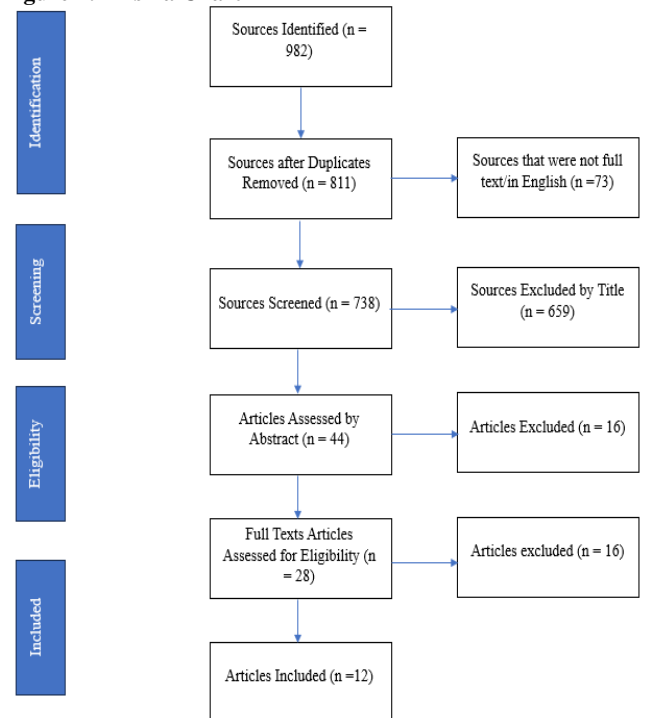 Identification
Sources Identified (n =
982)
Sources after Duplicates
Removed (n = 811)
Sources that were not full
text/in English (n =73)
Screening
Sources Screened (n = 738)
Sources Excluded by Title
(n = 659)
Eligibility
Articles Assessed by
Abstract (n = 44)
Articles Excluded (n = 16)
Full Texts Articles
Assessed for Eligibility (n
= 28)
Articles excluded (n = 16)
Included
Articles Included (n =12)